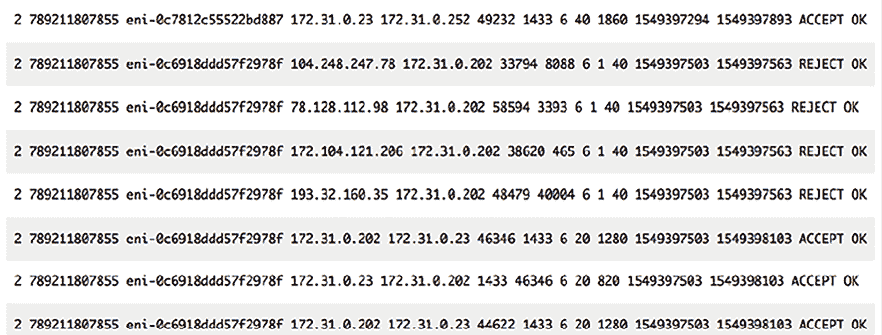 2 789211807855 eni-0c7812c55522bd887 172.31.0.23 172.31.0.252 49232 1433 6 40 1860 1549397294 1549397893 ACCEPT OK
2 789211807855 eni-0c6918ddd57f2978f 104.248.247.78 172.31.0.202 33794 8088 6 1 40 1549397503 1549397563 REJECT OK
2 789211807855 eni-0c6918ddd57f2978f 78.128.112.98 172.31.0.202 58594 3393 6 1 40 1549397503 1549397563 REJECT OK
2 789211807855 eni-0c6918ddd57f2978f 172.104.121.206 172.31.0.202 38620 465 6 1 40 1549397503 1549397563 REJECT OK
2 789211807855 eni-0c6918ddd57f2978f 193.32.160.35 172.31.0.202 48479 40004 6 1 40 1549397503 1549397563 REJECT OK
2 789211807855 eni-0c6918ddd57f2978f 172.31.0.202 172.31.0.23 46346 1433 6 20 1280 1549397503 1549398103 ACCEPT OK
2 789211807855 eni-0c6918ddd57f2978f 172.31.0.23 172.31.0.202 1433 46346 6 20 820 1549397503 1549398103 ACCEPT OK
2 789211807855 eni-0c6918ddd57f2978f 172.31.0.202 172.31.0.23 44622 1433 6 20 1280 1549397503 1549398103 ACCEPT OK